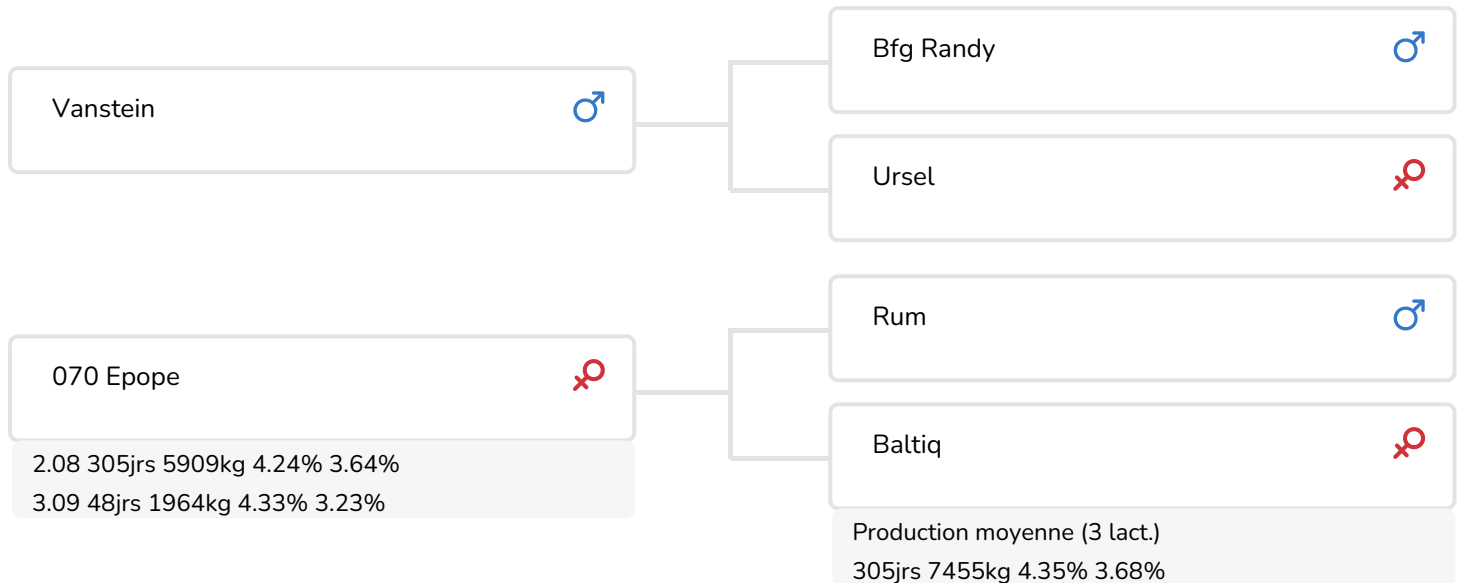 Bfg Randy
Vanstein
Ursel
Rum
070 Epope
2.08 305jrs 5909kg 4.24% 3.64%
3.09 48jrs 1964kg 4.33% 3.23%
Baltiq
Production moyenne (3 lact.)
305jrs 7455kg 4.35% 3.68%